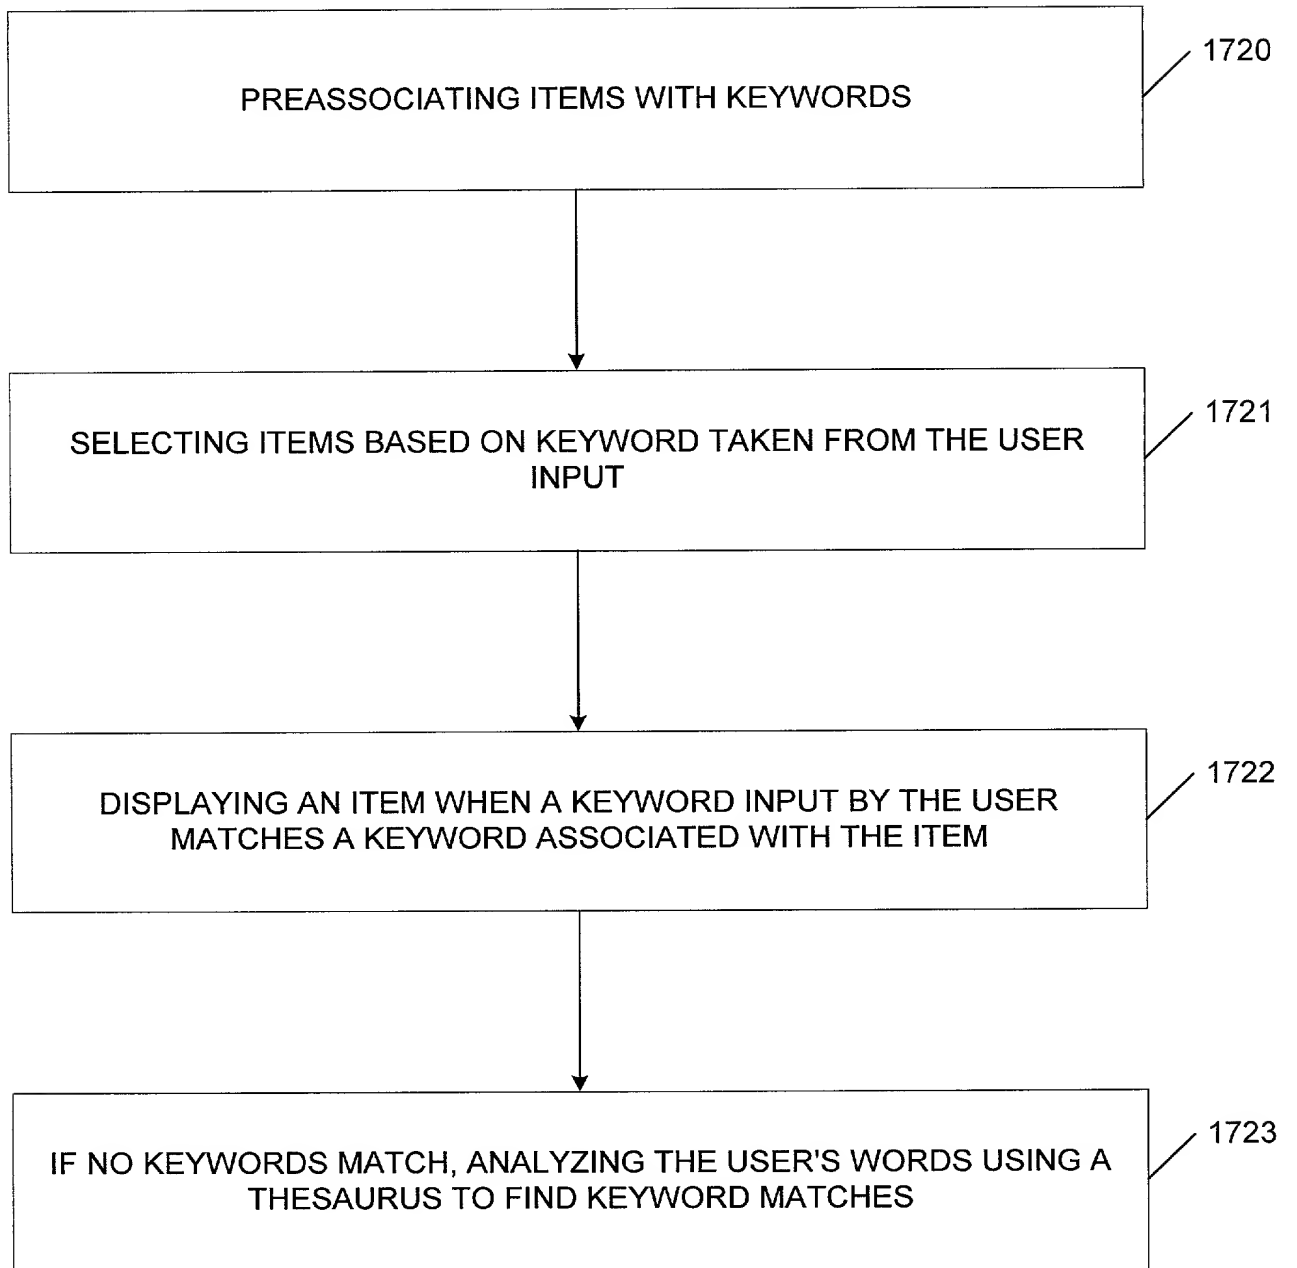 1720
PREASSOCIATING ITEMS WITH KEYWORDS
1721
SELECTING ITEMS BASED ON KEYWORD TAKEN FROM THE USER
INPUT
1722
DISPLAYING AN ITEM WHEN A KEYWORD INPUT BY THE USER
MATCHES A KEYWORD ASSOCIATED WITH THE ITEM
1723
IF NO KEYWORDS MATCH, ANALYZING THE USER'S WORDS USING A
THESAURUS TO FIND KEYWORD MATCHES